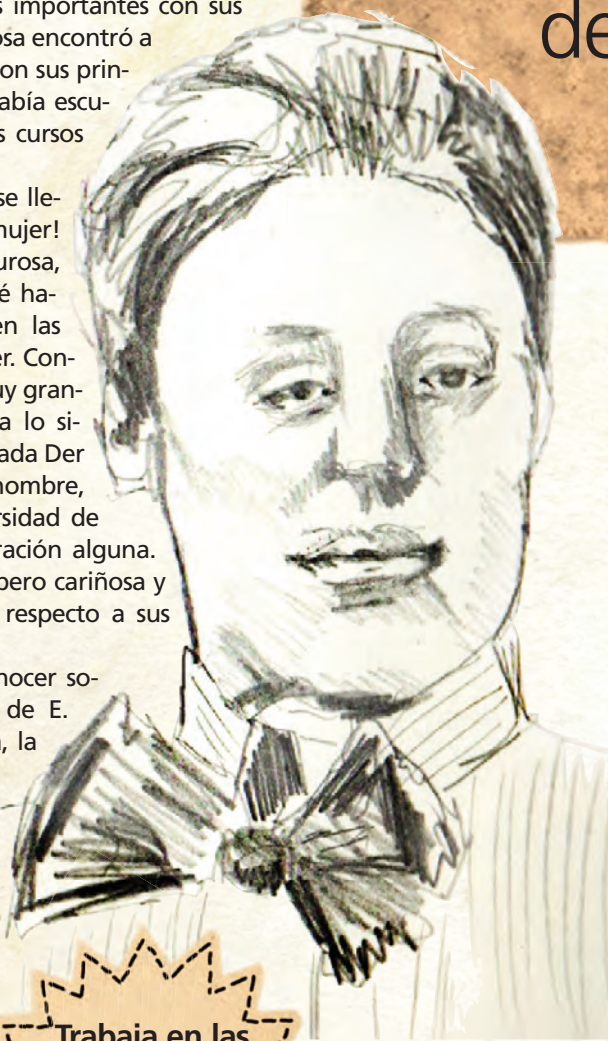 s importantes con sus
osa encontró a
on sus prin-
abía escu-
s cursos
se lle-
mujer!
urosa,
é ha-
en las
er. Con-
uy gran-
a lo si-
ada Der
nombre,
rsidad de
ración alguna.
pero cariñosa y
respecto a sus
nocer so-
de E.
, la
de
Trabaja en las